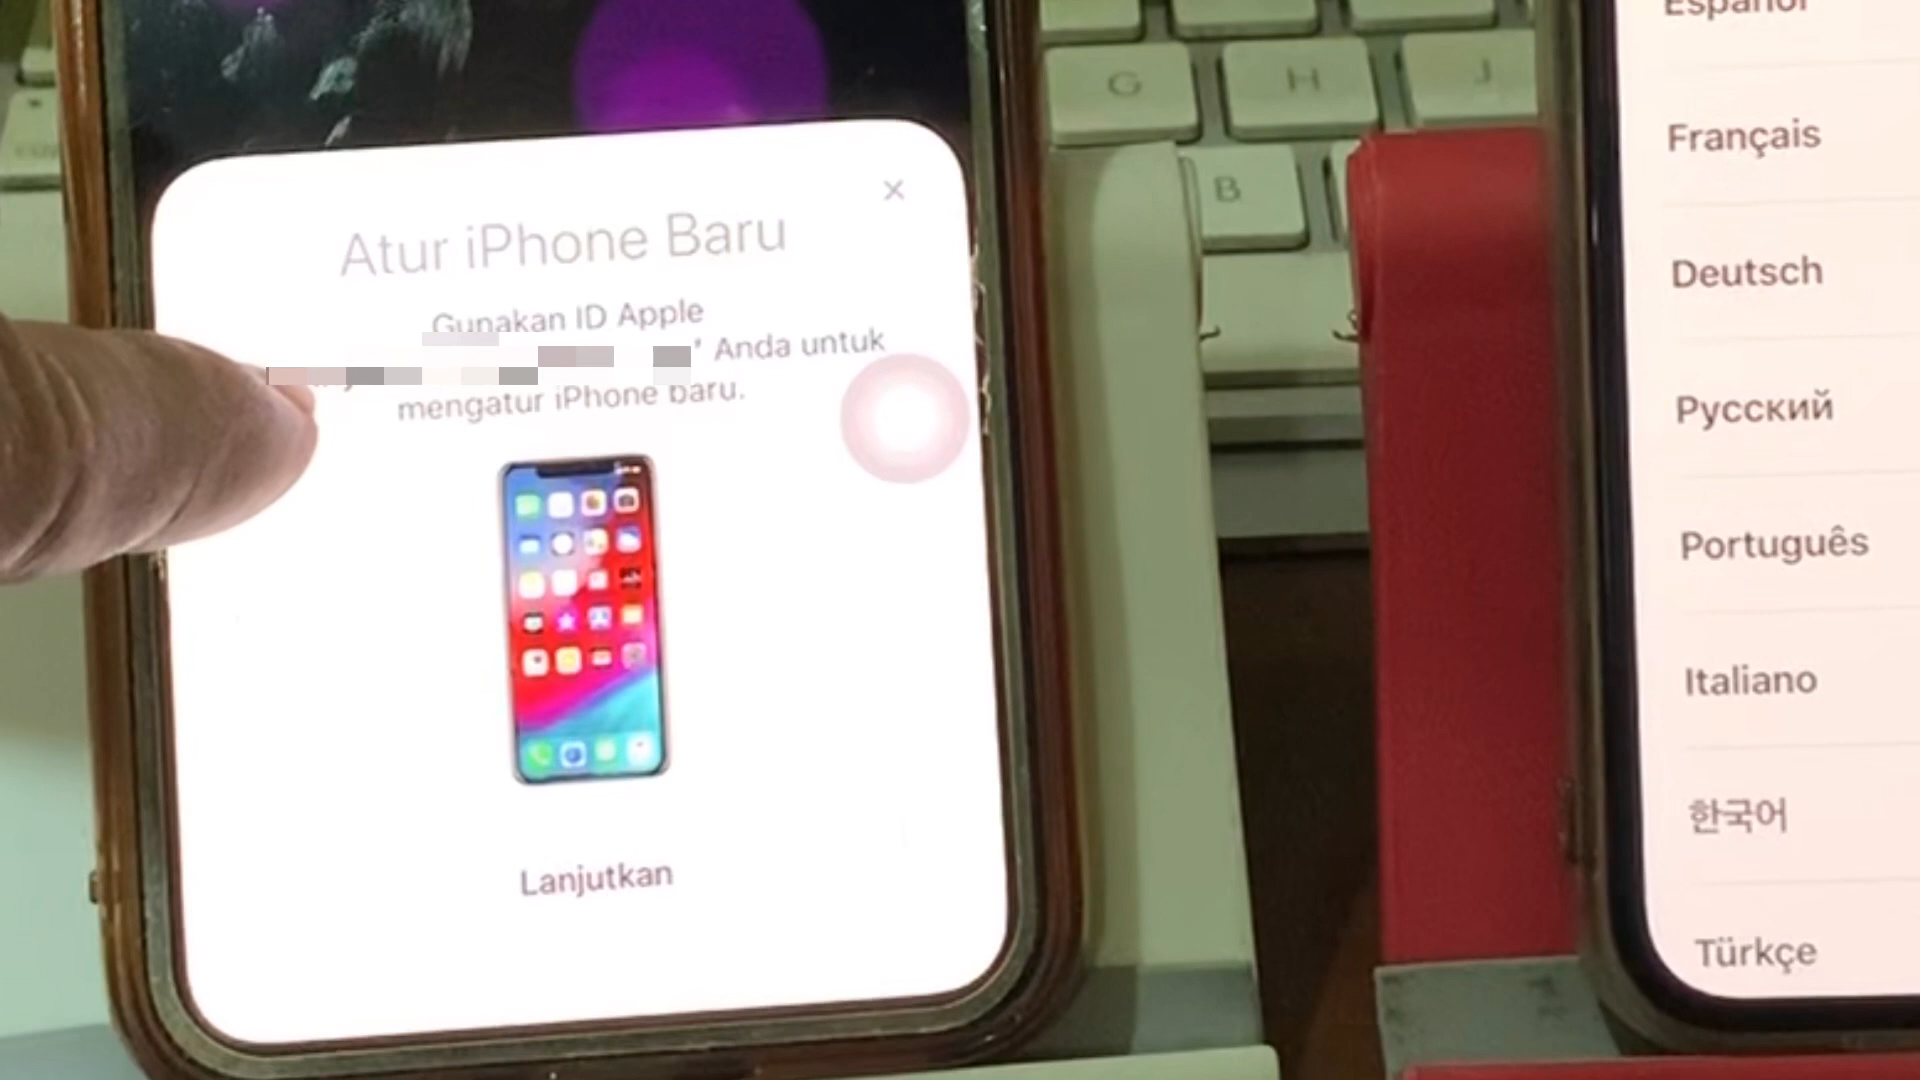 Atur iPhone Baru
Gunakan ID Apple
Anda untuk
mengatur iPhone baru.
Lanjutkan
G
H
J
B
Español
Français
Deutsch
Русский
Português
Italiano
한국어
Türkçe